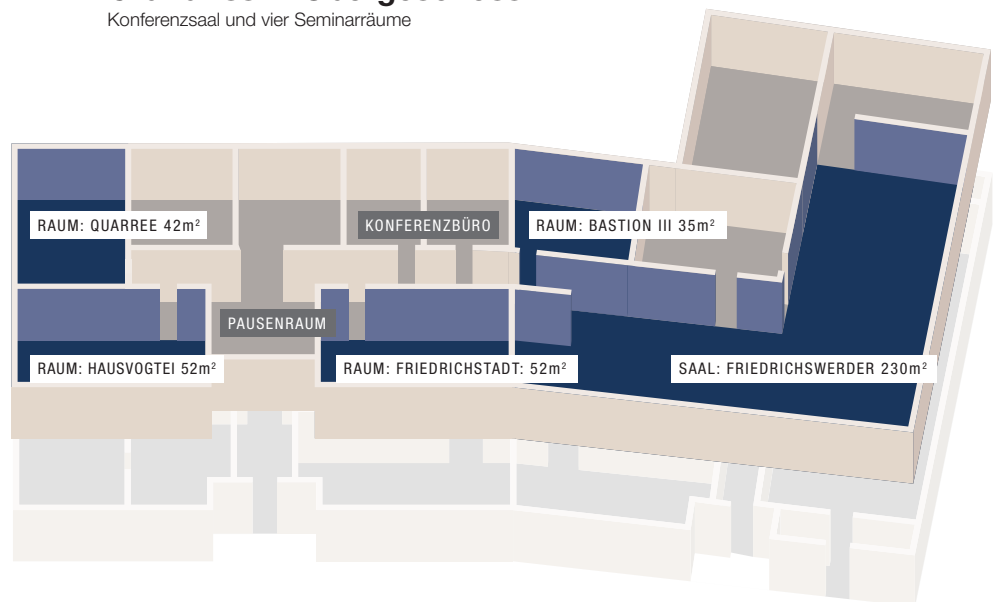 Konferenzsaal und vier Seminarräume
RAUM: QUARREE 42m²
KONFERENZBÜRO
RAUM: BASTION III 35m²
PAUSENRAUM
RAUM: HAUSVOGTEI 52m²
RAUM: FRIEDRICHSTADT: 52m²
SAAL: FRIEDRICHSWERDER 230m²